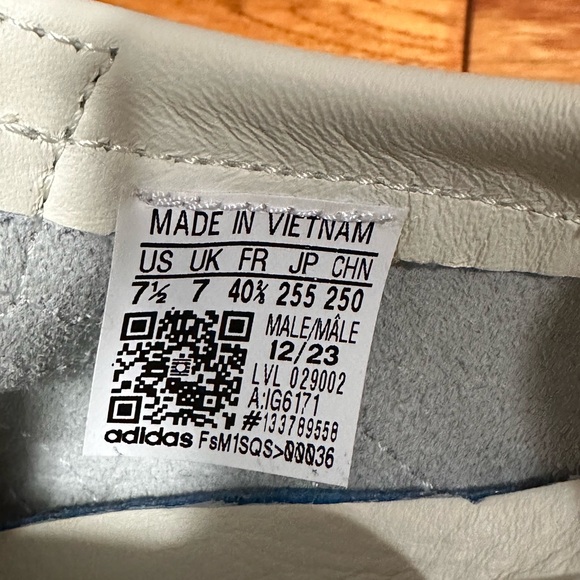 MADE IN VIETNAM
US UK FR JP CHN
7½ 7 40⅔ 255 250
MALE/MÂLE
12/23
LVL 029002
A:IG6171
#133789558
adidas FsM1SQS>00036